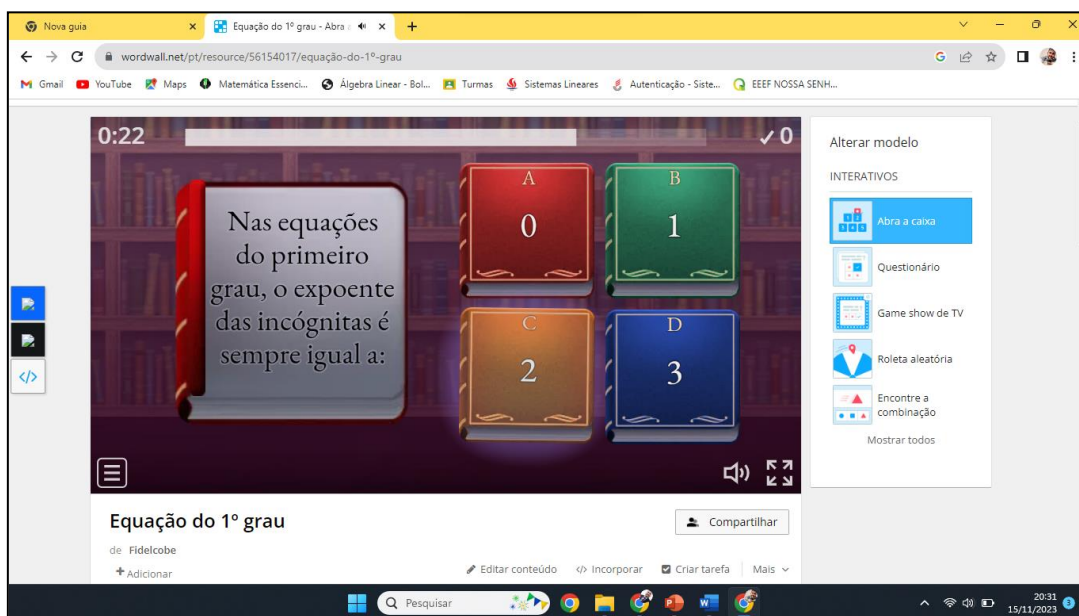 Nova guia
Equação do 1º grau - Abra a
wordwall.net/pt/resource/56154017/equação-do-1º-grau
Gmail YouTube Maps Matemática Essenci... Álgebra Linear - Bol... Turmas Sistemas Lineares Autenticação - Siste... EEEF NOSSA SENH...
0:22
0
Nas equações
do primeiro
grau, o expoente
das incógnitas é
sempre igual a:
A
0
B
1
C
2
D
3
Alterar modelo
INTERATIVOS
Abra a caixa
Questionário
Game show de TV
Roleta aleatória
Encontre a
combinação
Mostrar todos
Equação do 1º grau
Compartilhar
de Fidelcobe
Adicionar
Editar conteúdo Incorporar Criar tarefa Mais
Pesquisar
20:31
15/11/2023
3